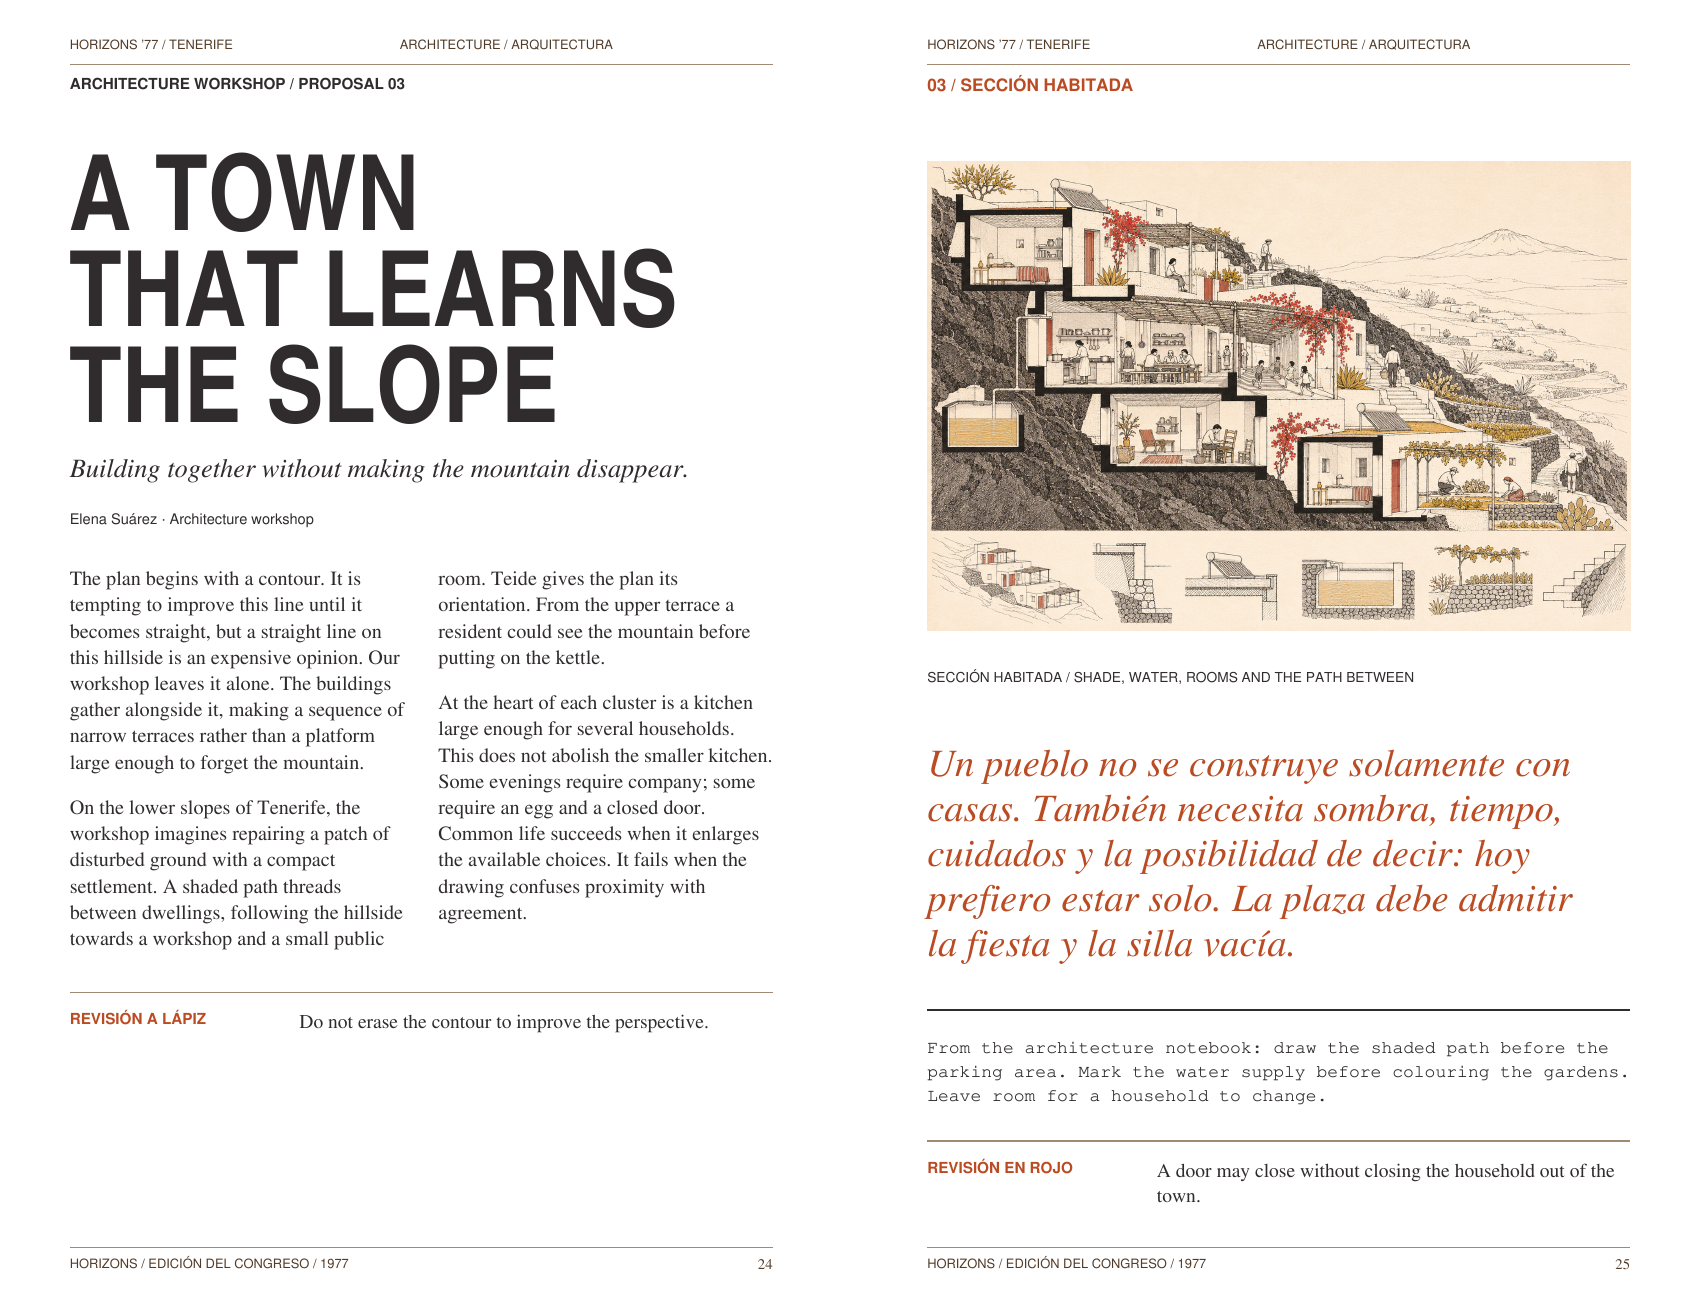 HORIZONS ’77 / TENERIFE
ARCHITECTURE / ARQUITECTURA
ARCHITECTURE WORKSHOP / PROPOSAL 03
A TOWN
THAT LEARNS
THE SLOPE
Building together without making the mountain disappear.
Elena Suárez · Architecture workshop
The plan begins with a contour. It is
tempting to improve this line until it
becomes straight, but a straight line on
this hillside is an expensive opinion. Our
workshop leaves it alone. The buildings
gather alongside it, making a sequence of
narrow terraces rather than a platform
large enough to forget the mountain.
On the lower slopes of Tenerife, the
workshop imagines repairing a patch of
disturbed ground with a compact
settlement. A shaded path threads
between dwellings, following the hillside
towards a workshop and a small public
room. Teide gives the plan its
orientation. From the upper terrace a
resident could see the mountain before
putting on the kettle.
At the heart of each cluster is a kitchen
large enough for several households.
This does not abolish the smaller kitchen.
Some evenings require company; some
require an egg and a closed door.
Common life succeeds when it enlarges
the available choices. It fails when the
drawing confuses proximity with
agreement.
REVISIÓN A LÁPIZ
Do not erase the contour to improve the perspective.
HORIZONS / EDICIÓN DEL CONGRESO / 1977
24
HORIZONS ’77 / TENERIFE
ARCHITECTURE / ARQUITECTURA
03 / SECCIÓN HABITADA
SECCIÓN HABITADA / SHADE, WATER, ROOMS AND THE PATH BETWEEN
Un pueblo no se construye solamente con
casas. También necesita sombra, tiempo,
cuidados y la posibilidad de decir: hoy
prefiero estar solo. La plaza debe admitir
la fiesta y la silla vacía.
From the architecture notebook: draw the shaded path before the
parking area. Mark the water supply before colouring the gardens.
Leave room for a household to change.
REVISIÓN EN ROJO
A door may close without closing the household out of the
town.
HORIZONS / EDICIÓN DEL CONGRESO / 1977
25